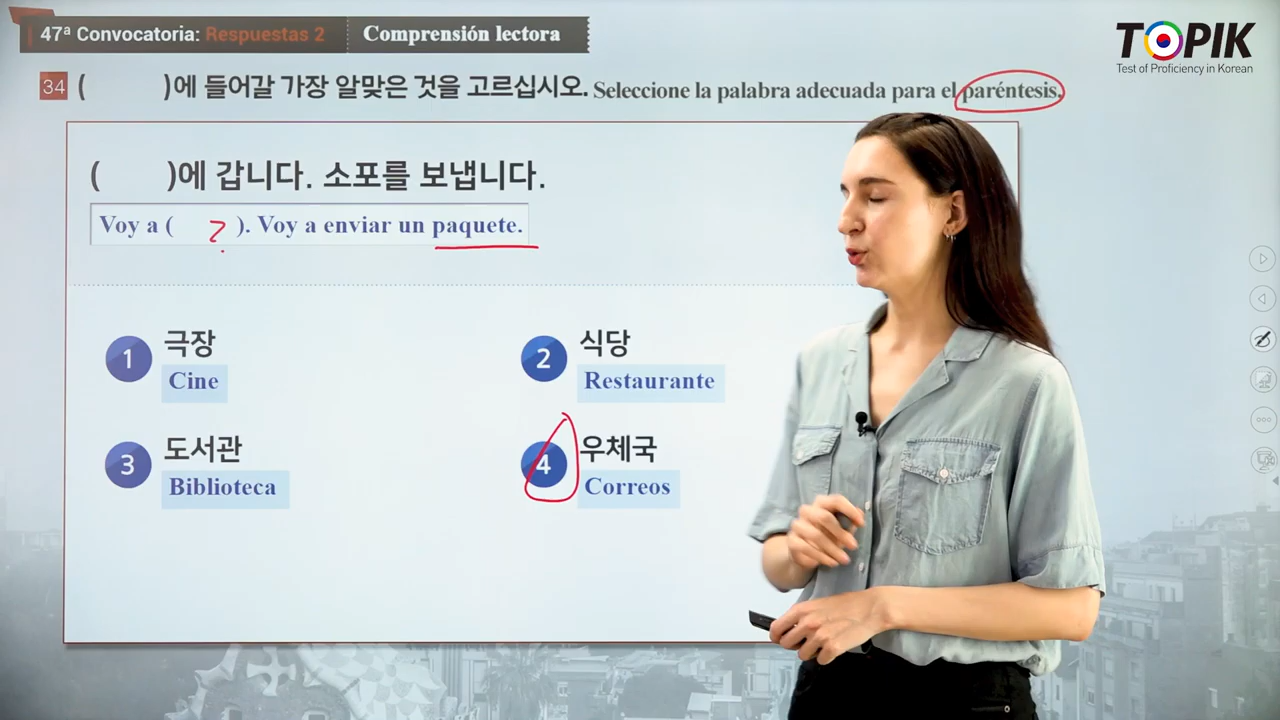 47ª Convocatoria: Respuestas 2 Comprensión lectora
TOPIK
Test of Proficiency in Korean
34 ( )에 들어갈 가장 알맞은 것을 고르십시오. Seleccione la palabra adecuada para el paréntesis.
( )에 갑니다. 소포를 보냅니다.
Voy a ( ? ). Voy a enviar un paquete.
1 극장
Cine
2 식당
Restaurante
3 도서관
Biblioteca
4 우체국
Correos